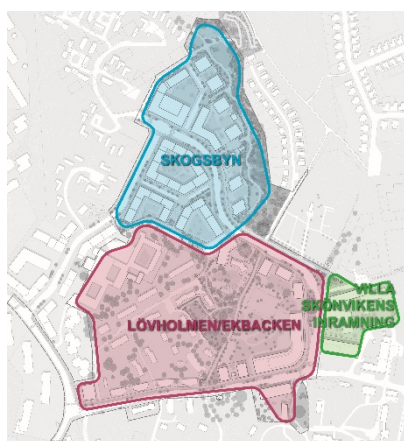 SKOGSBYN
LÖVHOLMEN/EKBACKEN
VILLA
SKÖNVIKENS
INRAMNING